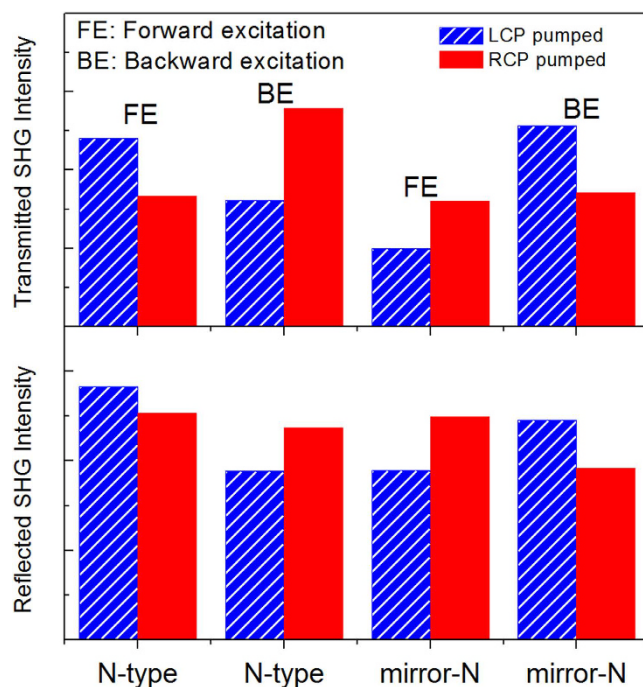 FE: Forward excitation
BE: Backward excitation
LCP pumped
RCP pumped
FE
BE
FE
BE
Transmitted SHG Intensity
Reflected SHG Intensity
N-type N-type mirror-N mirror-N